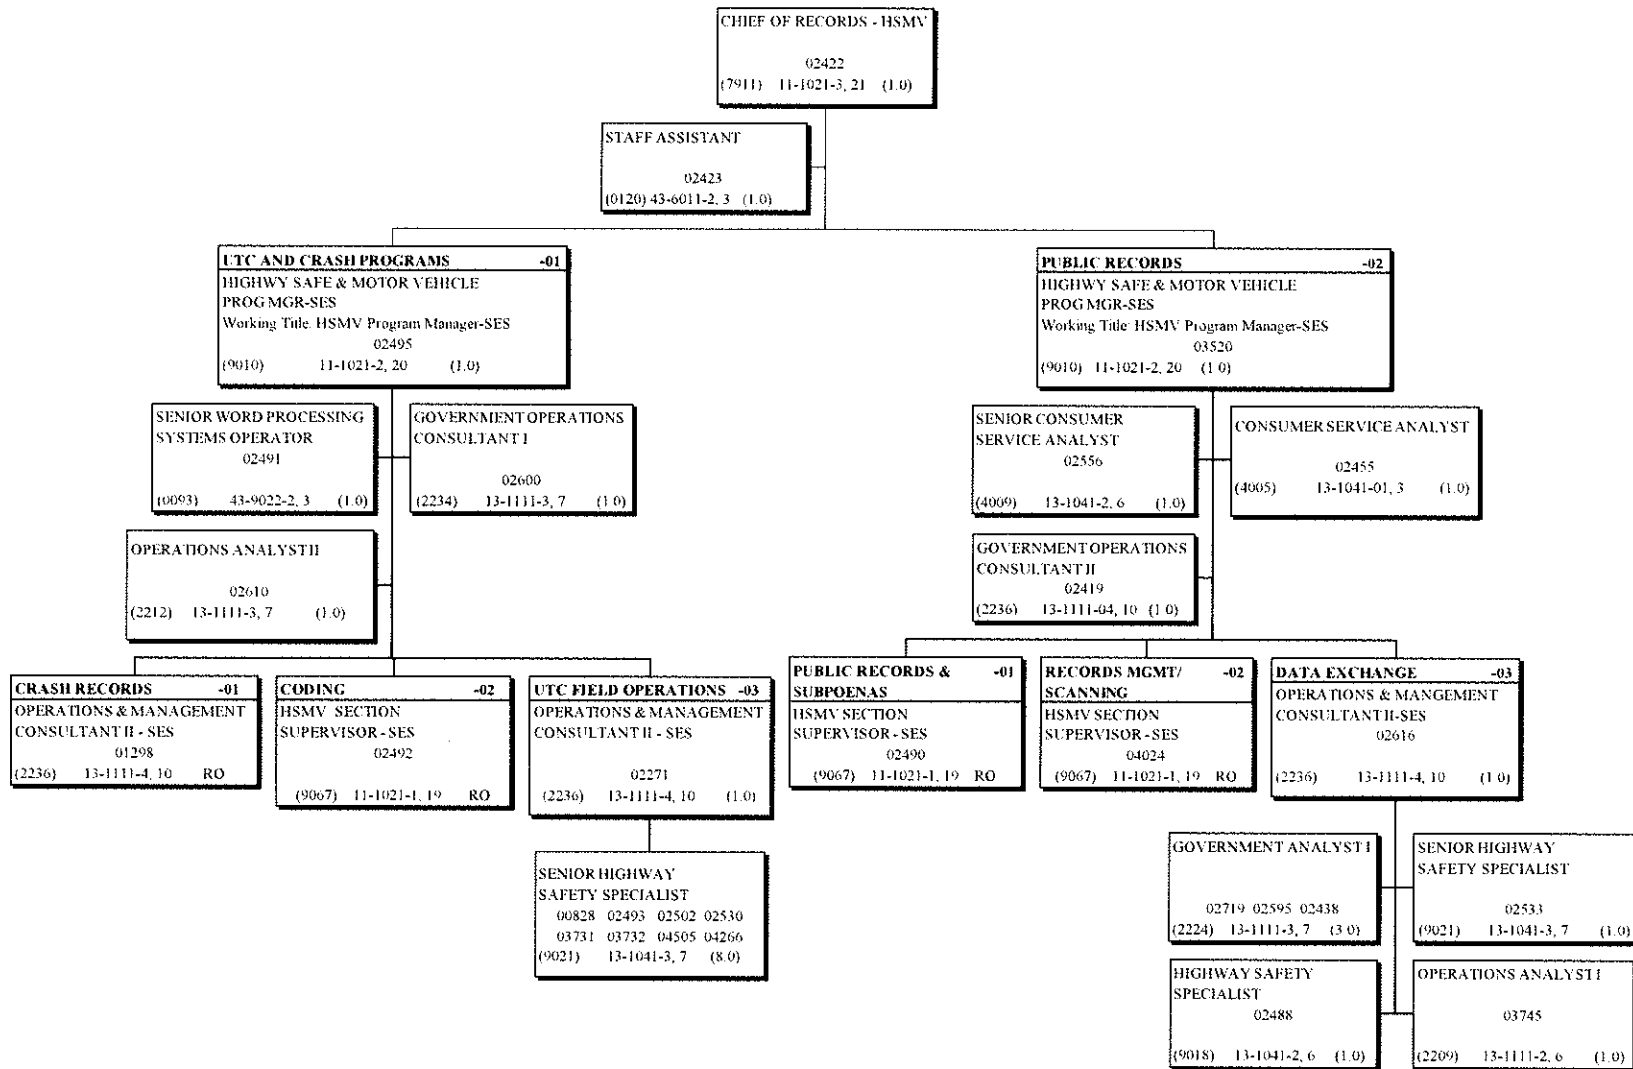 CHIEF OF RECORDS - HSMV
02422
(7911) 11-1021-3, 21 (1.0)
STAFF ASSISTANT
02423
(0120) 43-6011-2, 3 (1.0)
UTC AND CRASH PROGRAMS -01
HIGHWY SAFE & MOTOR VEHICLE
PROG MGR-SES
Working Title: HSMV Program Manager-SES
02495
(9010) 11-1021-2, 20 (1.0)
PUBLIC RECORDS -02
HIGHWY SAFE & MOTOR VEHICLE
PROG MGR-SES
Working Title: HSMV Program Manager-SES
03520
(9010) 11-1021-2, 20 (1.0)
SENIOR WORD PROCESSING
SYSTEMS OPERATOR
02491
(0093) 43-9022-2, 3 (1.0)
GOVERNMENT OPERATIONS
CONSULTANT I
02600
(2234) 13-1111-3, 7 (1.0)
SENIOR CONSUMER
SERVICE ANALYST
02556
(4009) 13-1041-2, 6 (1.0)
CONSUMER SERVICE ANALYST
02455
(4005) 13-1041-01, 3 (1.0)
OPERATIONS ANALYST II
02610
(2212) 13-1111-3, 7 (1.0)
GOVERNMENT OPERATIONS
CONSULTANT II
02419
(2236) 13-1111-04, 10 (1.0)
CRASH RECORDS -01
OPERATIONS & MANAGEMENT
CONSULTANT II - SES
01298
(2236) 13-1111-4, 10 RO
CODING -02
HSMV SECTION
SUPERVISOR - SES
02492
(9067) 11-1021-1, 19 RO
UTC FIELD OPERATIONS -03
OPERATIONS & MANAGEMENT
CONSULTANT II - SES
02271
(2236) 13-1111-4, 10 (1.0)
PUBLIC RECORDS & -01
SUBPOENAS
HSMV SECTION
SUPERVISOR - SES
02490
(9067) 11-1021-1, 19 RO
RECORDS MGMT/ -02
SCANNING
HSMV SECTION
SUPERVISOR - SES
04024
(9067) 11-1021-1, 19 RO
DATA EXCHANGE -03
OPERATIONS & MANGEMENT
CONSULTANT II-SES
02616
(2236) 13-1111-4, 10 (1.0)
SENIOR HIGHWAY
SAFETY SPECIALIST
00828 02493 02502 02530
03731 03732 04505 04266
(9021) 13-1041-3, 7 (8.0)
GOVERNMENT ANALYST I
02719 02595 02438
(2224) 13-1111-3, 7 (3.0)
SENIOR HIGHWAY
SAFETY SPECIALIST
02533
(9021) 13-1041-3, 7 (1.0)
HIGHWAY SAFETY
SPECIALIST
02488
(9018) 13-1041-2, 6 (1.0)
OPERATIONS ANALYST I
03745
(2209) 13-1111-2, 6 (1.0)